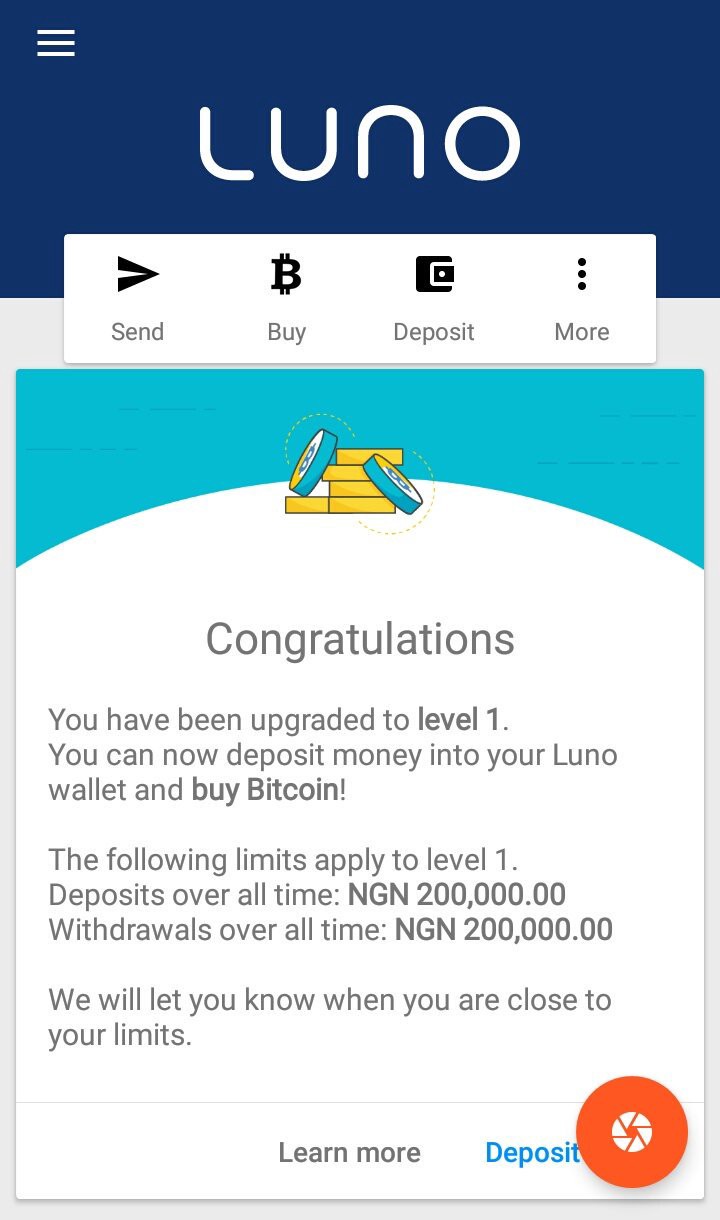 LUNO
Send
Buy
Deposit
More
Congratulations
You have been upgraded to level 1.
You can now deposit money into your Luno
wallet and buy Bitcoin!
The following limits apply to level 1.
Deposits over all time: NGN 200,000.00
Withdrawals over all time: NGN 200,000.00
We will let you know when you are close to
your limits.
Learn more
Deposit